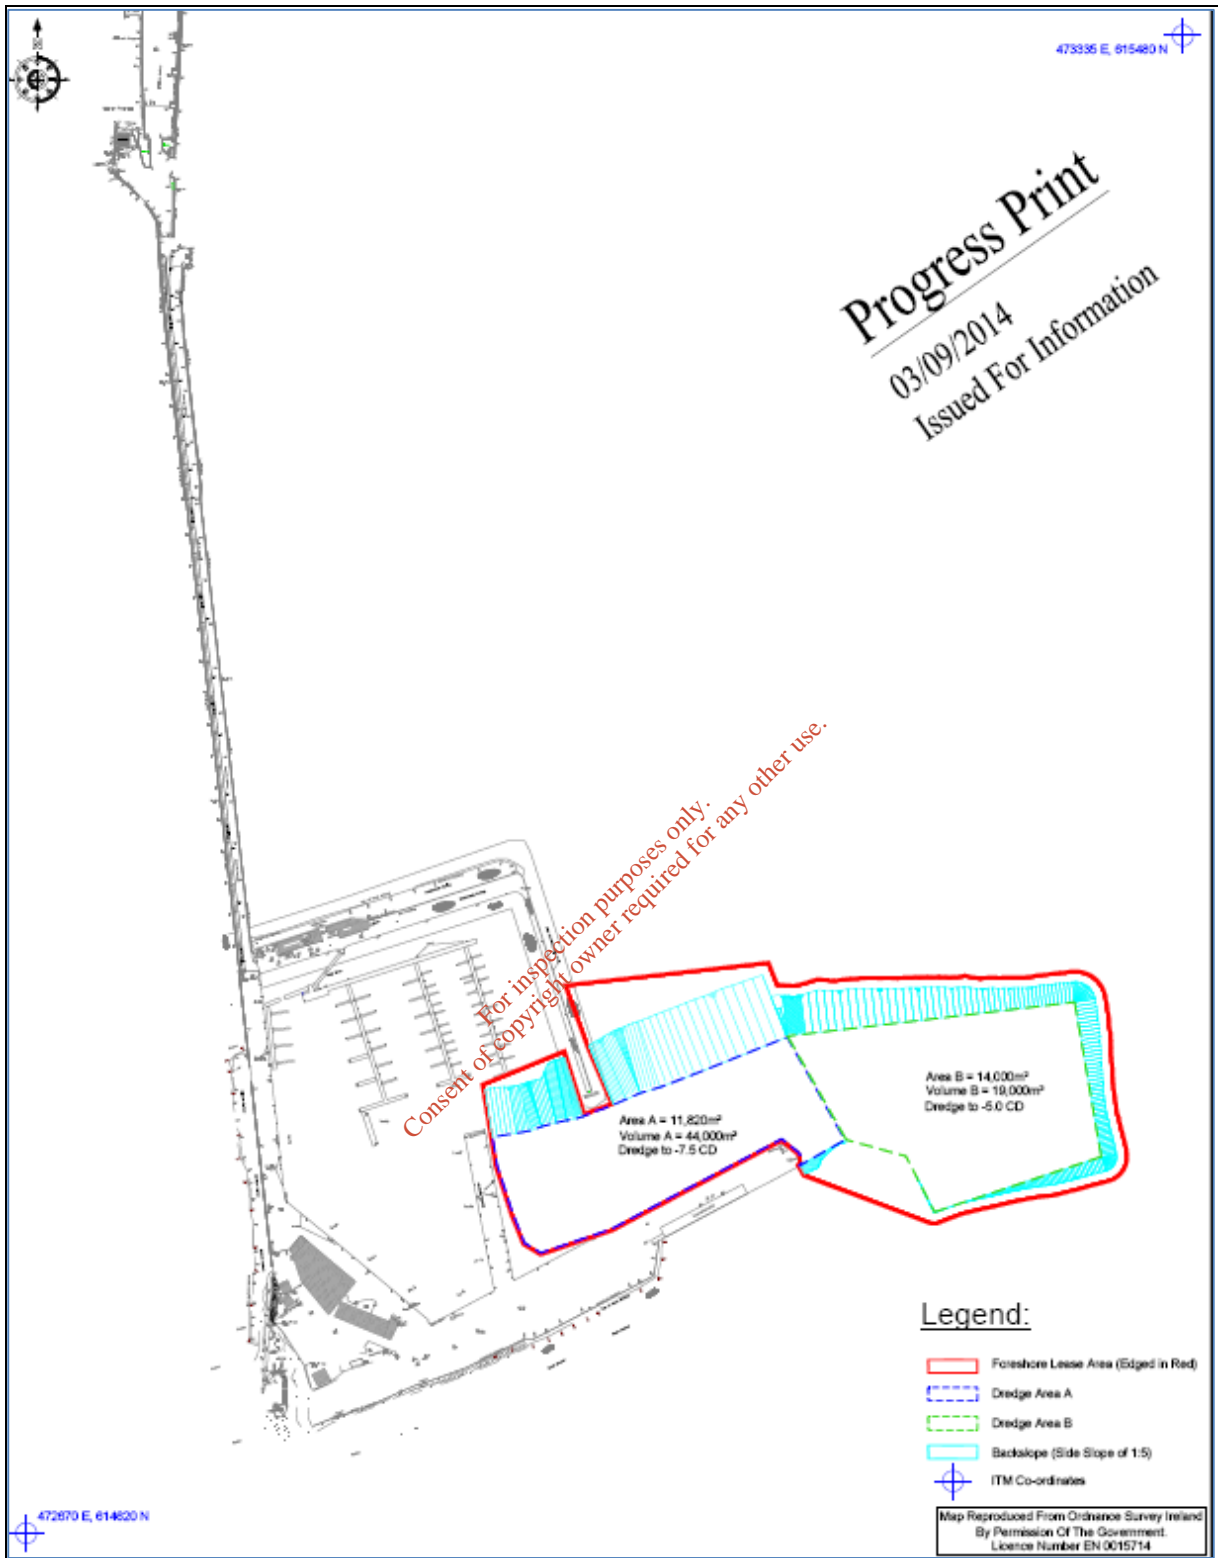 473335 E, 615480 N
Progress Print
03/09/2014
Issued For Information
For inspection purposes only.
Consent of copyright owner required for any other use.
Area A = 11,820m²
Volume A = 44,000m²
Dredge to -7.5 CD
Area B = 14,000m²
Volume B = 19,000m²
Dredge to -5.0 CD
Legend:
Foreshore Lease Area (Edged in Red)
Dredge Area A
Dredge Area B
Backslope (Side Slope of 1:5)
ITM Co-ordinates
472670 E, 614620 N
Map Reproduced From Ordnance Survey Ireland
By Permission Of The Government.
Licence Number EN 0015714